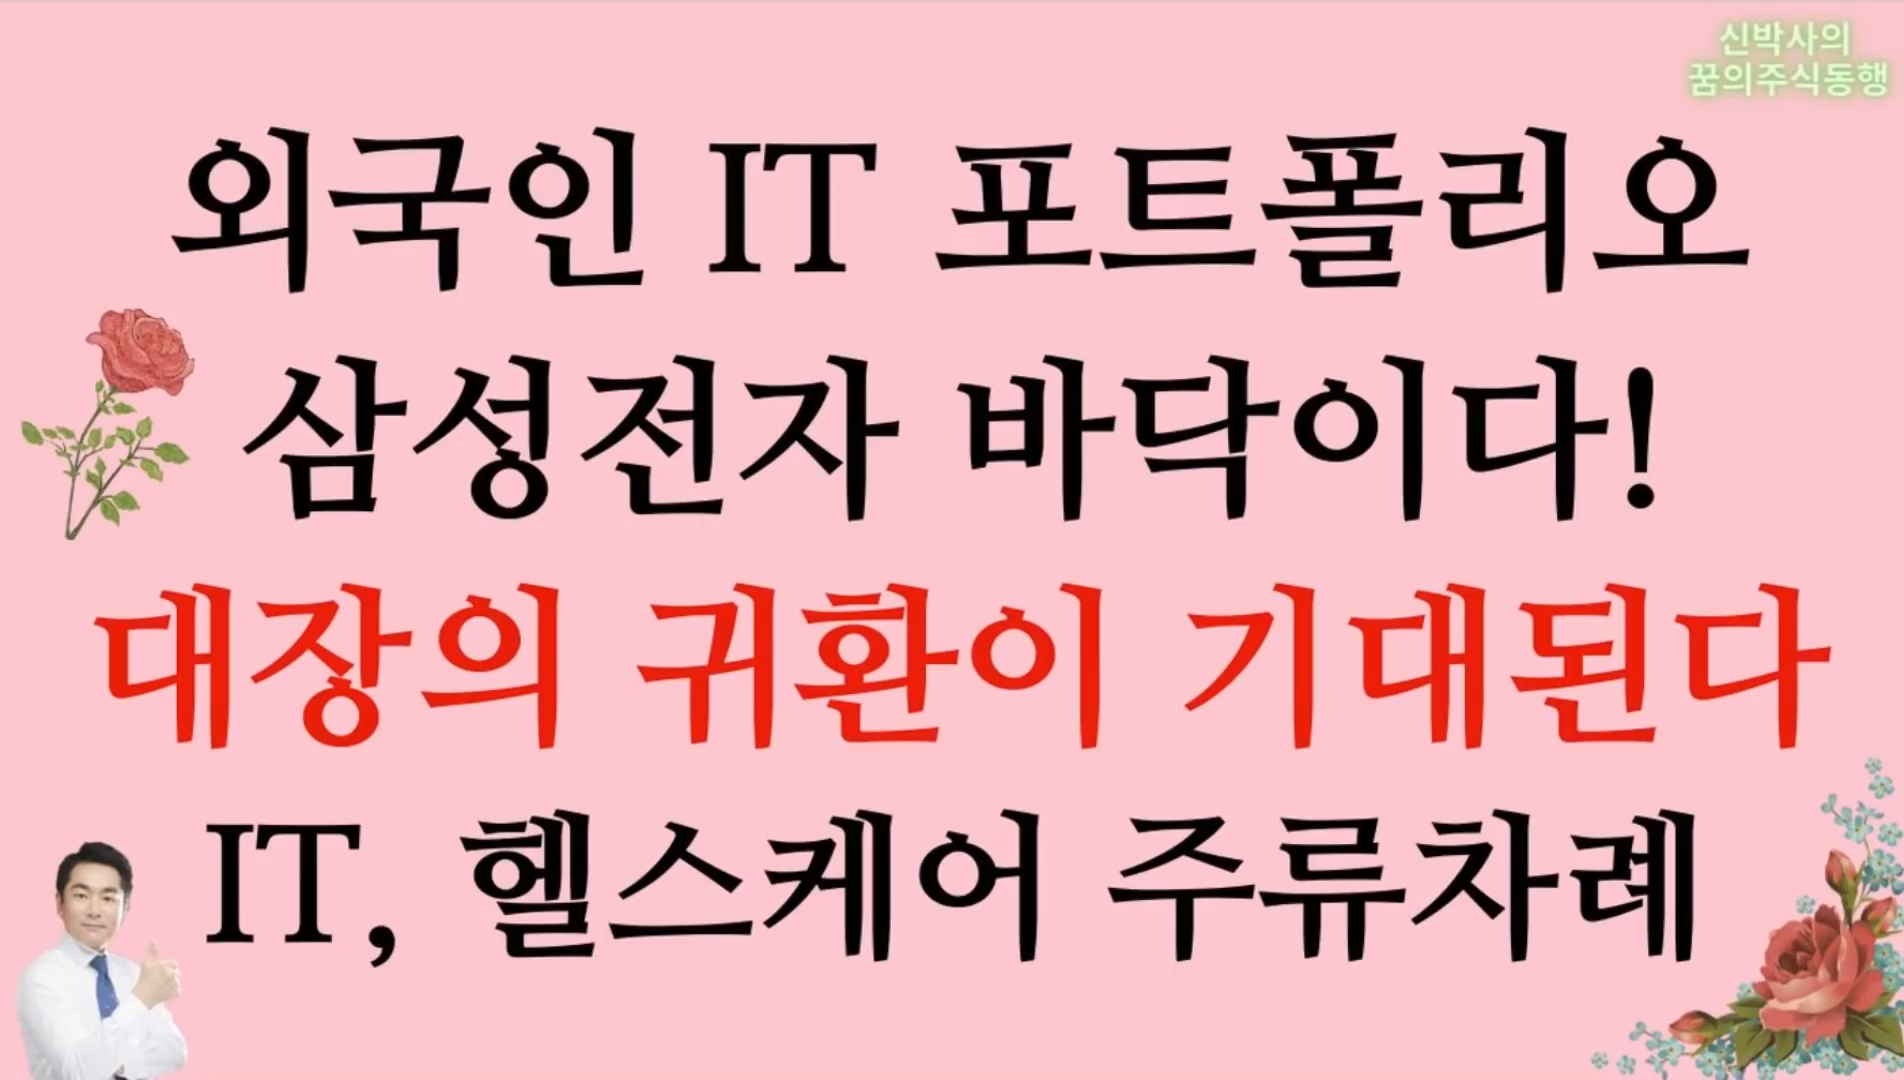 신박사의
꿈의주식동행
외국인 IT 포트폴리오
삼성전자 바닥이다!
대장의 귀환이 기대된다
IT, 헬스케어 주류차례